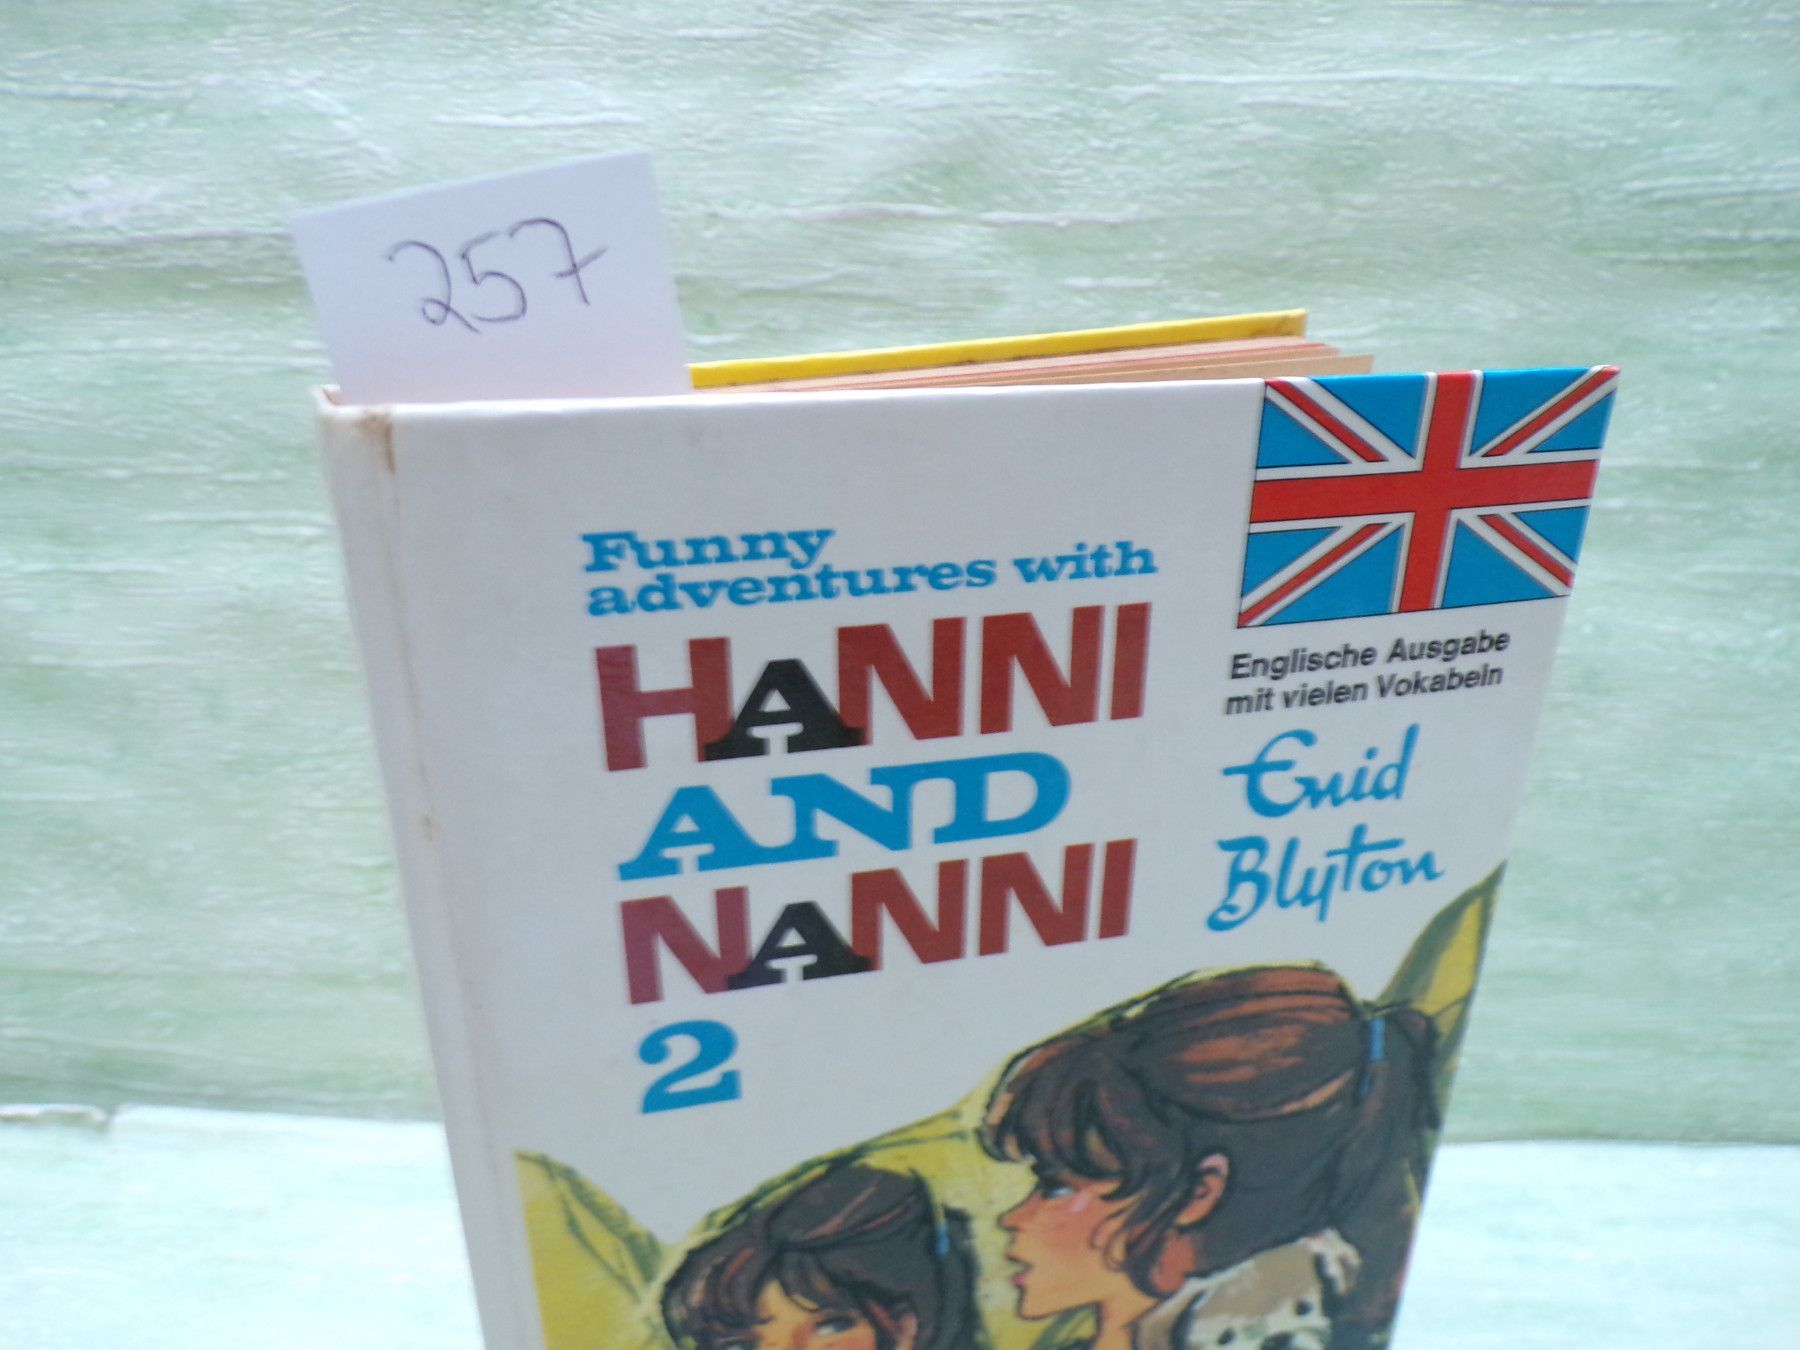 257
Funny
adventures with
HANNI
AND
NANNI
2
Englische Ausgabe
mit vielen Vokabeln
Enid
Blyton